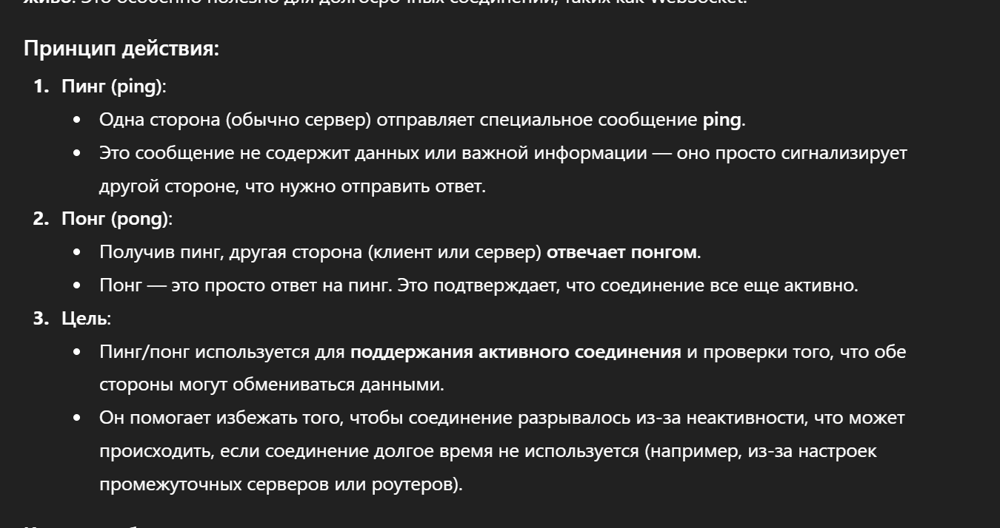 живо. Это особенно полезно для долгосрочных соединений, таких как WebSocket.
Принцип действия:
1. Пинг (ping):
• Одна сторона (обычно сервер) отправляет специальное сообщение ping.
• Это сообщение не содержит данных или важной информации — оно просто сигнализирует
другой стороне, что нужно отправить ответ.
2. Понг (pong):
• Получив пинг, другая сторона (клиент или сервер) отвечает понгом.
• Понг — это просто ответ на пинг. Это подтверждает, что соединение все еще активно.
3. Цель:
• Пинг/понг используется для поддержания активного соединения и проверки того, что обе
стороны могут обмениваться данными.
• Он помогает избежать того, чтобы соединение разрывалось из-за неактивности, что может
происходить, если соединение долгое время не используется (например, из-за настроек
промежуточных серверов или роутеров).